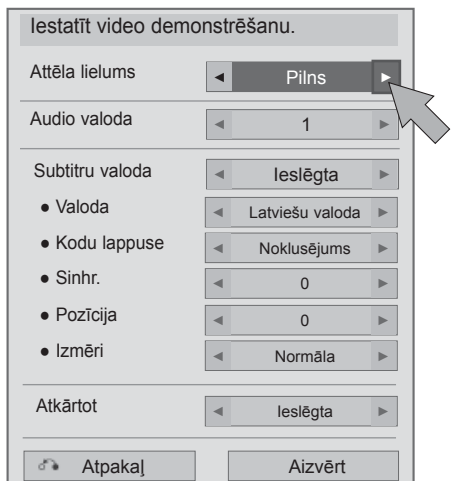 Iestatīt video demonstrēšanu.
Attēla lielums ◄ Pilns ►
Audio valoda ◄ 1 ►
Subtitru valoda ◄ Ieslēgta ►
● Valoda ◄ Latviešu valoda ►
● Kodu lappuse ◄ Noklusējums ►
● Sinhr. ◄ 0 ►
● Pozīcija ◄ 0 ►
● Izmēri ◄ Normāla ►
Atkārtot ◄ Ieslēgta ►
Atpakaļ Aizvērt